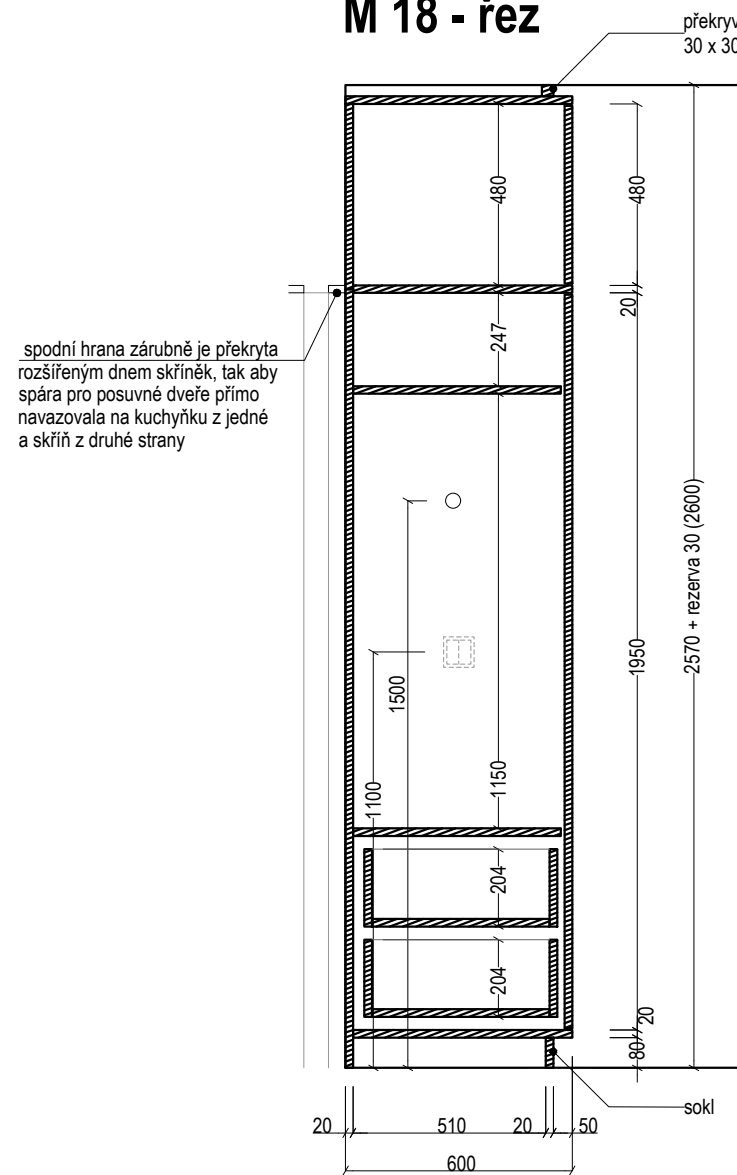 M 18 - řez
překryv
30 x 30
480
480
20
247
spodní hrana zárubně je překryta
rozšířeným dnem skříněk, tak aby
spára pro posuvné dveře přímo
navazovala na kuchyňku z jedné
a skříň z druhé strany
2570 + rezerva 30 (2600)
1950
1500
1150
1100
204
204
20
80
sokl
20 510 20 50
600